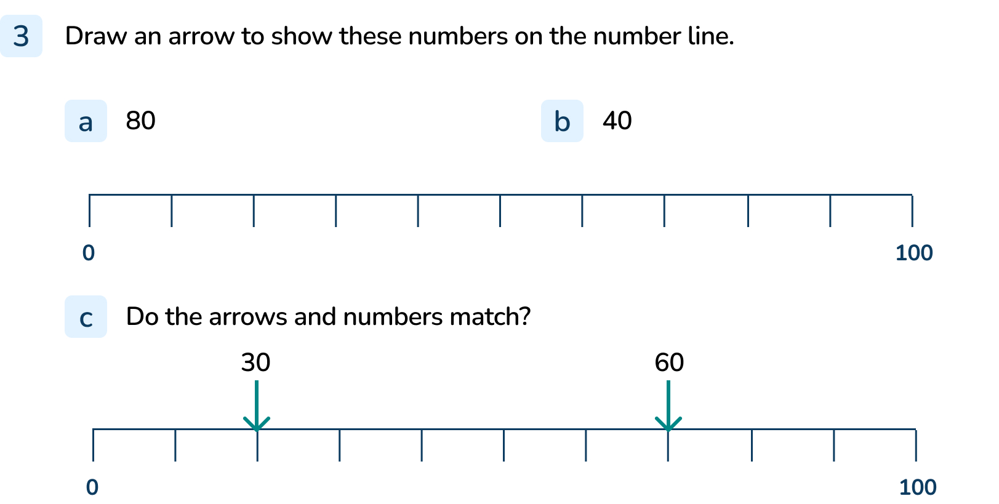 3 Draw an arrow to show these numbers on the number line.
a 80 b 40
0 100
c Do the arrows and numbers match?
30 60
0 100